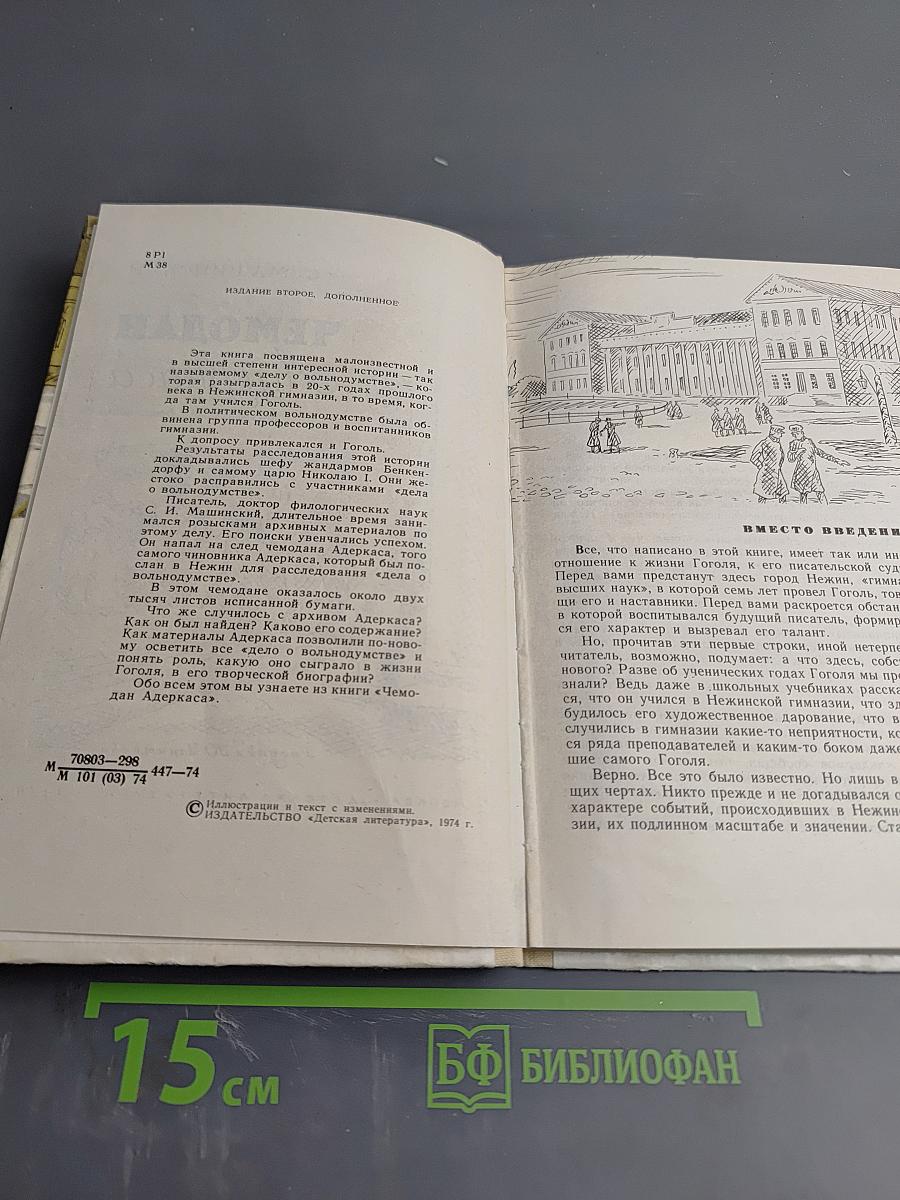 8Р1
М38
ИЗДАНИЕ ВТОРОЕ, ДОПОЛНЕННОЕ
Эта книга посвящена малоизвестной и
в высшей степени интересной истории — так
называемому «делу о вольнодумстве», — ко-
торая разыгралась в 20-х годах прошлого
века в Нежинской гимназии, в то время, ког-
да там учился Гоголь.
В политическом вольнодумстве была об-
винена группа профессоров и воспитанников
гимназии.
К допросу привлекался и Гоголь.
Результаты расследования этой истории
докладывались шефу жандармов Бенкен-
дорфу и самому царю Николаю I. Они же-
стоко расправились с участниками «дела
о вольнодумстве».
Писатель, доктор филологических наук
С. И. Машинский, длительное время зани-
мался розысками архивных материалов по
этому делу. Его поиски увенчались успехом.
Он напал на след чемодана Адеркаса, того
самого чиновника Адеркаса, который был по-
слан в Нежин для расследования «дела о
вольнодумстве».
В этом чемодане оказалось около двух
тысяч листов исписанной бумаги.
Что же случилось с архивом Адеркаса?
Как он был найден? Каково его содержание?
Как материалы Адеркаса позволили по-ново-
му осветить все «дело о вольнодумстве» и
понять роль, какую оно сыграло в жизни
Гоголя, в его творческой биографии?
Обо всем этом вы узнаете из книги «Чемо-
дан Адеркаса».
М 70803—298
М 101 (03) 74 447—74
© Иллюстрации и текст с изменениями.
ИЗДАТЕЛЬСТВО «Детская литература», 1974 г.
ВМЕСТО ВВЕДЕНИ
Все, что написано в этой книге, имеет так или ин
отношение к жизни Гоголя, к его писательской суд
Перед вами предстанут здесь город Нежин, «гимна
высших наук», в которой семь лет провел Гоголь, тов
щи его и наставники. Перед вами раскроется обстан
в которой воспитывался будущий писатель, формир
ся его характер и вызревал его талант.
Но, прочитав эти первые строки, иной нетерпе
читатель, возможно, подумает: а что здесь, собс
нового? Разве об ученических годах Гоголя мы пре
знали? Ведь даже в школьных учебниках расска
ся, что он учился в Нежинской гимназии, что зд
будилось его художественное дарование, что в
случились в гимназии какие-то неприятности, ко
ся ряда преподавателей и каким-то боком даже
шие самого Гоголя.
Верно. Все это было известно. Но лишь в
щих чертах. Никто прежде и не догадывался о
характере событий, происходивших в Нежинс
зии, их подлинном масштабе и значении. Ста
15 см
БФ БИБЛИОФАН